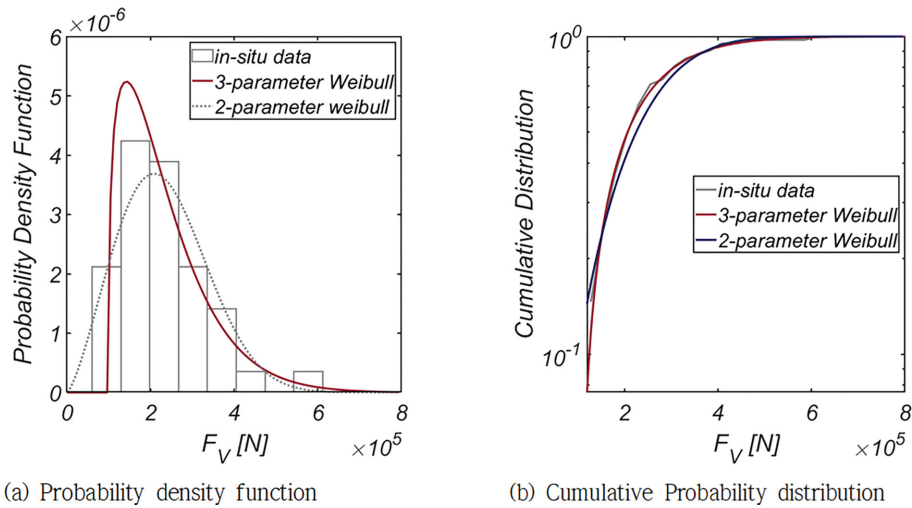 ×10^-6
6
5
4
3
2
1
0
Probability Density Function
in-situ data
3-parameter Weibull
2-parameter weibull
0 2 4 6 8
F_V [N]
×10^5
(a) Probability density function
10^0
10^-1
Cumulative Distribution
in-situ data
3-parameter Weibull
2-parameter Weibull
2 4 6 8
F_V [N]
×10^5
(b) Cumulative Probability distribution